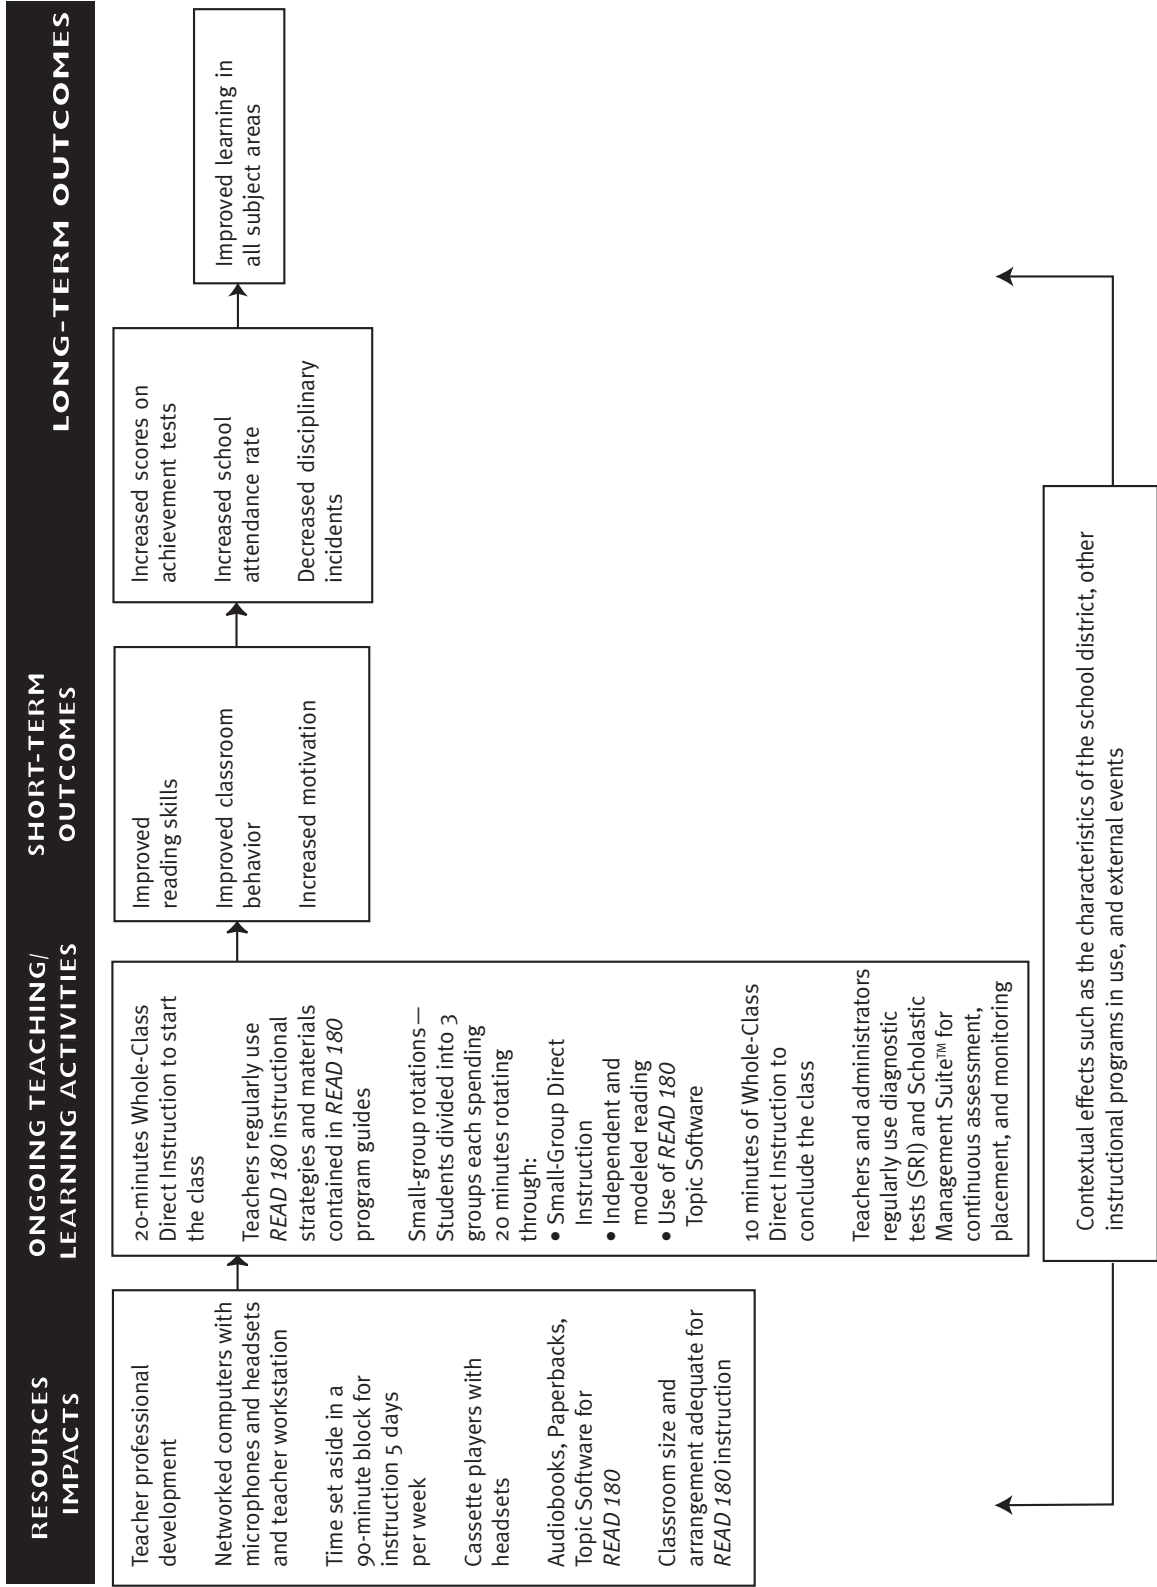 RESOURCES
IMPACTS
ONGOING TEACHING/
LEARNING ACTIVITIES
SHORT-TERM
OUTCOMES
LONG-TERM OUTCOMES
Teacher professional
development
Networked computers with
microphones and headsets
and teacher workstation
Time set aside in a
90-minute block for
instruction 5 days
per week
Cassette players with
headsets
Audiobooks, Paperbacks,
Topic Software for
READ 180
Classroom size and
arrangement adequate for
READ 180 instruction
20-minutes Whole-Class
Direct Instruction to start
the class
Teachers regularly use
READ 180 instructional
strategies and materials
contained in READ 180
program guides
Small-group rotations—
Students divided into 3
groups each spending
20 minutes rotating
through:
• Small-Group Direct
Instruction
• Independent and
modeled reading
• Use of READ 180
Topic Software
10 minutes of Whole-Class
Direct Instruction to
conclude the class
Teachers and administrators
regularly use diagnostic
tests (SRI) and Scholastic
Management Suite™ for
continuous assessment,
placement, and monitoring
Improved
reading skills
Improved classroom
behavior
Increased motivation
Increased scores on
achievement tests
Increased school
attendance rate
Decreased disciplinary
incidents
Improved learning in
all subject areas
Contextual effects such as the characteristics of the school district, other
instructional programs in use, and external events